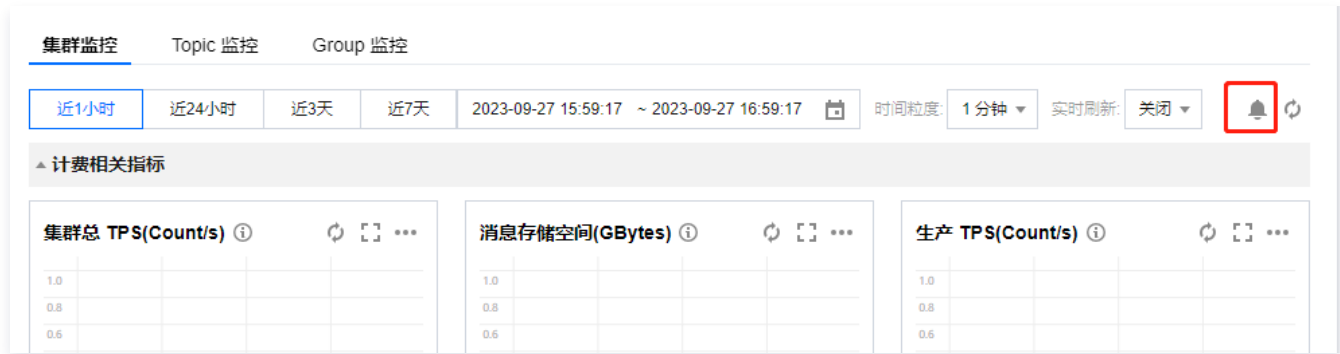 集群监控 Topic 监控 Group 监控
近1小时 近24小时 近3天 近7天 2023-09-27 15:59:17 ~ 2023-09-27 16:59:17 时间粒度: 1 分钟 实时刷新: 关闭
计费相关指标
集群总 TPS(Count/s) 消息存储空间(GBytes) 生产 TPS(Count/s)
1.0 1.0 1.0
0.8 0.8 0.8
0.6 0.6 0.6